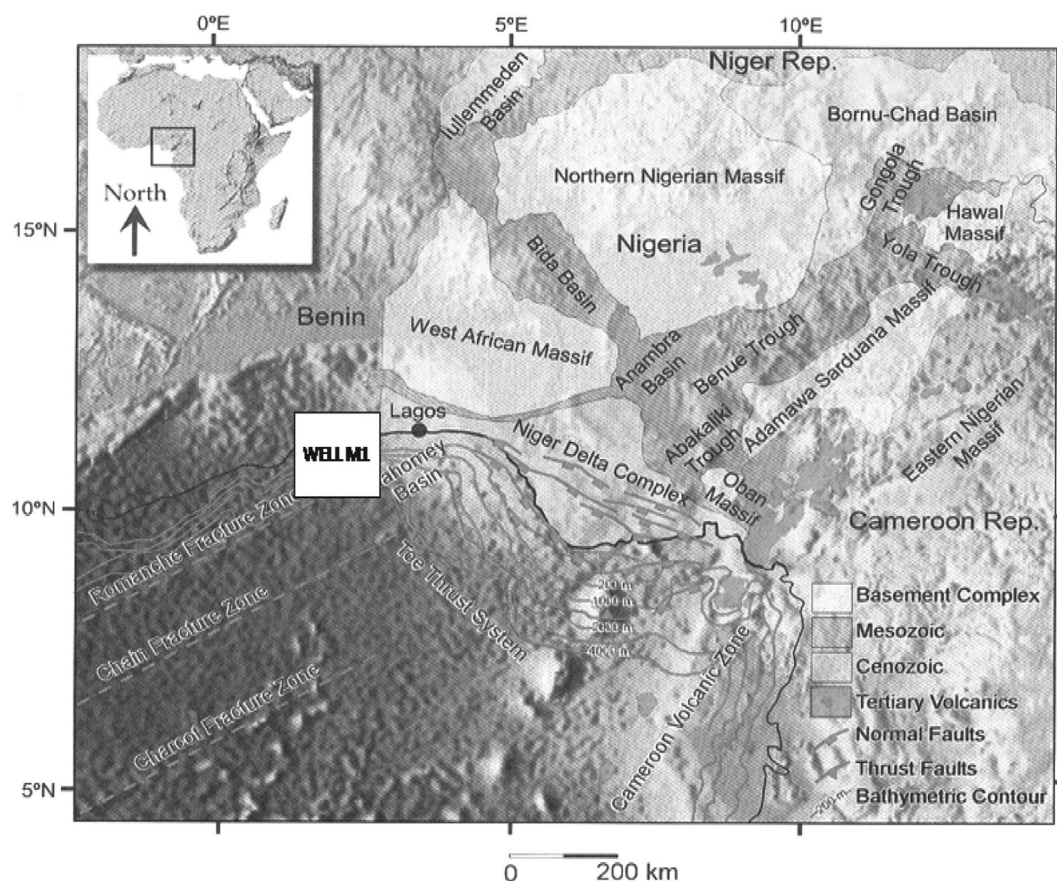 0ºE
5ºE
10ºE
Niger Rep.
Iullemmeden
Basin
Bornu-Chad Basin
Gongola
Trough
Northern Nigerian Massif
Hawal
Massif
North
15ºN
Nigeria
Yola Trough
Bida Basin
Benin
West African Massif
Anambra
Basin
Benue Trough
Adamawa Sarduana Massif
Lagos
Abakaliki
Trough
Eastern Nigerian
Massif
WELL M1
Niger Delta Complex
Oban
Massif
ahomey
Basin
10ºN
Romanche Fracture Zone
Cameroon Rep.
Toe Thrust System
200 m
1000 m
2000 m
4000 m
Chain Fracture Zone
Charcot Fracture Zone
Cameroon Volcanic Zone
Basement Complex
Mesozoic
Cenozoic
Tertiary Volcanics
Normal Faults
Thrust Faults
200 m
Bathymetric Contour
5ºN
0
200 km